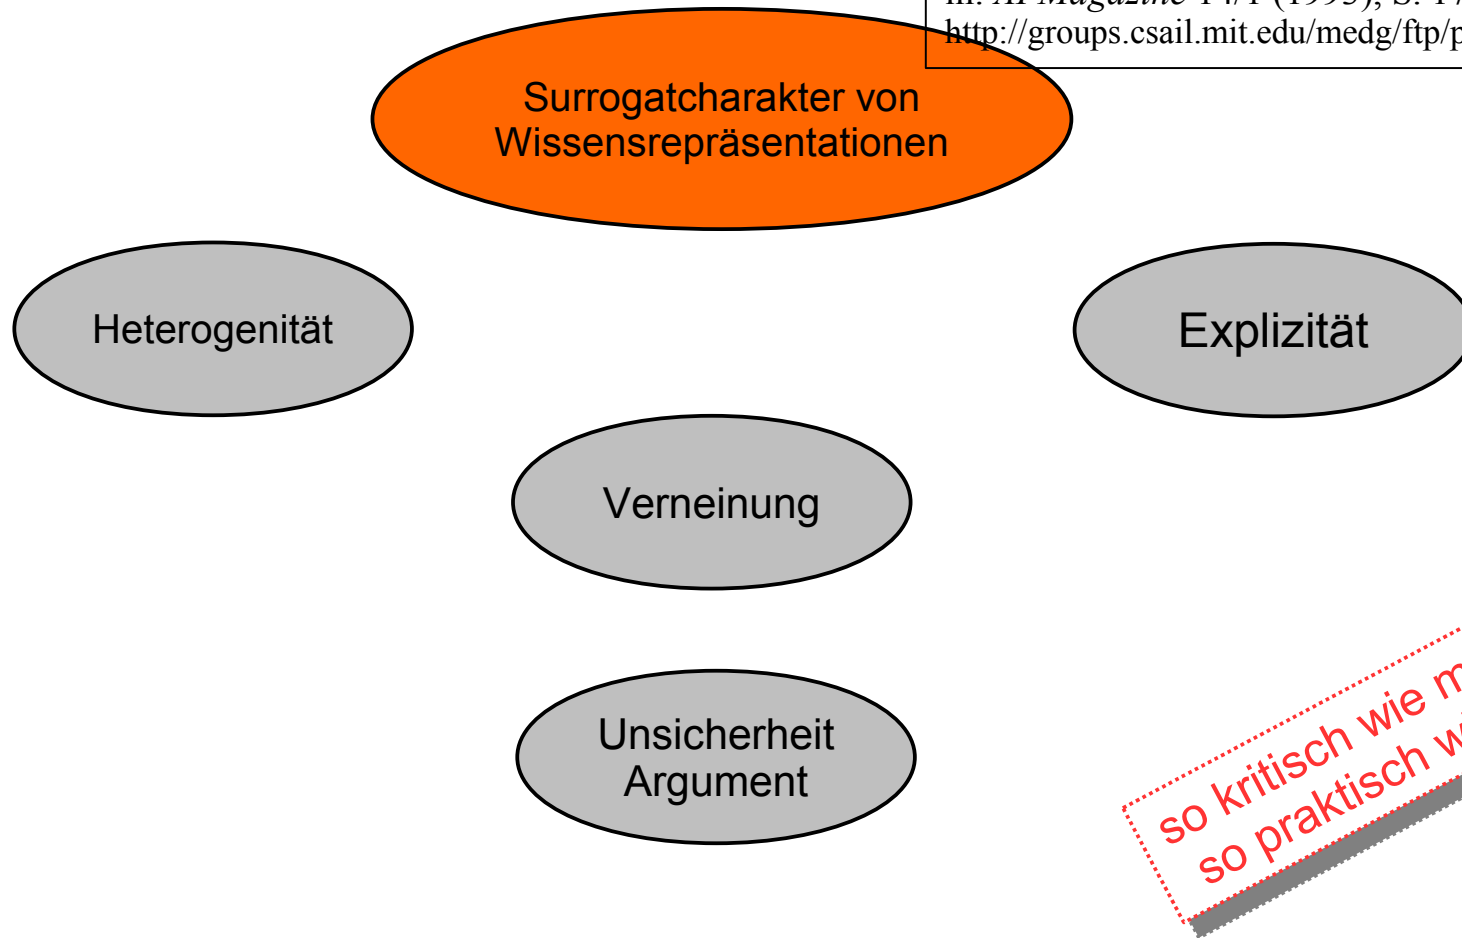 http://groups.csail.mit.edu/medg/ftp/p
Surrogatcharakter von
Wissensrepräsentationen
Heterogenität
Explizität
Verneinung
Unsicherheit
Argument
so kritisch wie
so praktisch